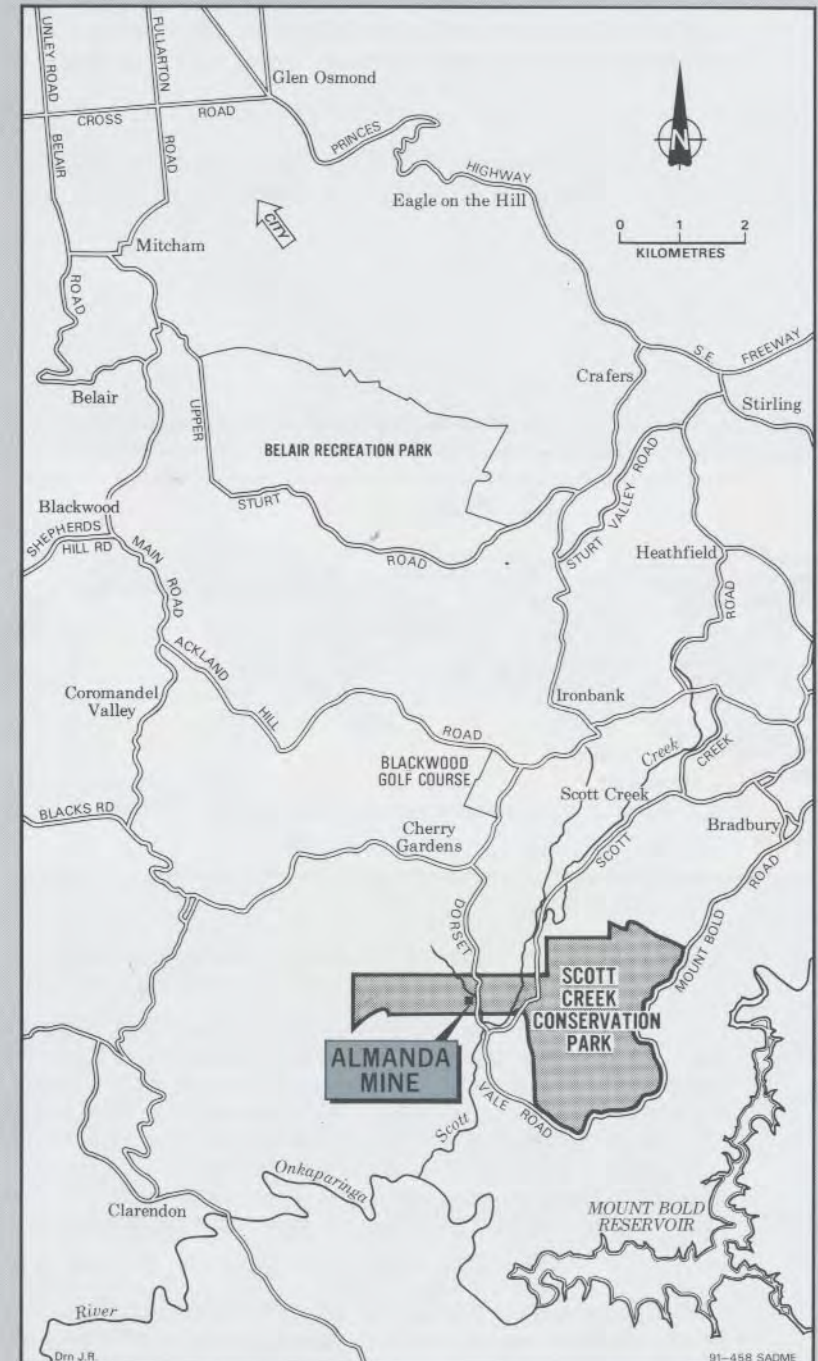 UNLEY ROAD
FULLARTON
ROAD
Glen Osmond
CROSS
ROAD
PRINCES
HIGHWAY
N
BELAIR
ROAD
CITY
Eagle on the Hill
0 1 2
KILOMETRES
Mitcham
S.E.
FREEWAY
Crafers
Stirling
Belair
UPPER
STURT
ROAD
BELAIR RECREATION PARK
STURT VALLEY ROAD
Blackwood
SHEPHERDS
HILL RD
MAIN
ROAD
Heathfield
ROAD
ACKLAND
HILL
ROAD
Coromandel
Valley
Ironbank
BLACKWOOD
GOLF COURSE
Creek
CREEK
Scott Creek
SCOTT
BLACKS RD
Cherry
Gardens
Bradbury
DORSET
MOUNT BOLD
ROAD
SCOTT
CREEK
CONSERVATION
PARK
ALMANDA
MINE
VALE ROAD
Scott
Onkaparinga
Clarendon
MOUNT BOLD
RESERVOIR
River
Drn J.R.
91–458 SADME